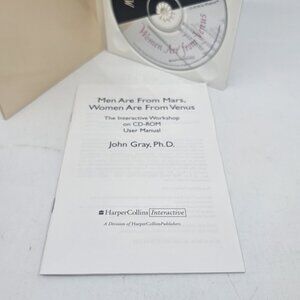 Women Are from Venus
Men Are From Mars,
Women Are From Venus
The Interactive Workshop
on CD-ROM
User Manual
John Gray, Ph.D.
HarperCollins Interactive
A Division of HarperCollinsPublishers